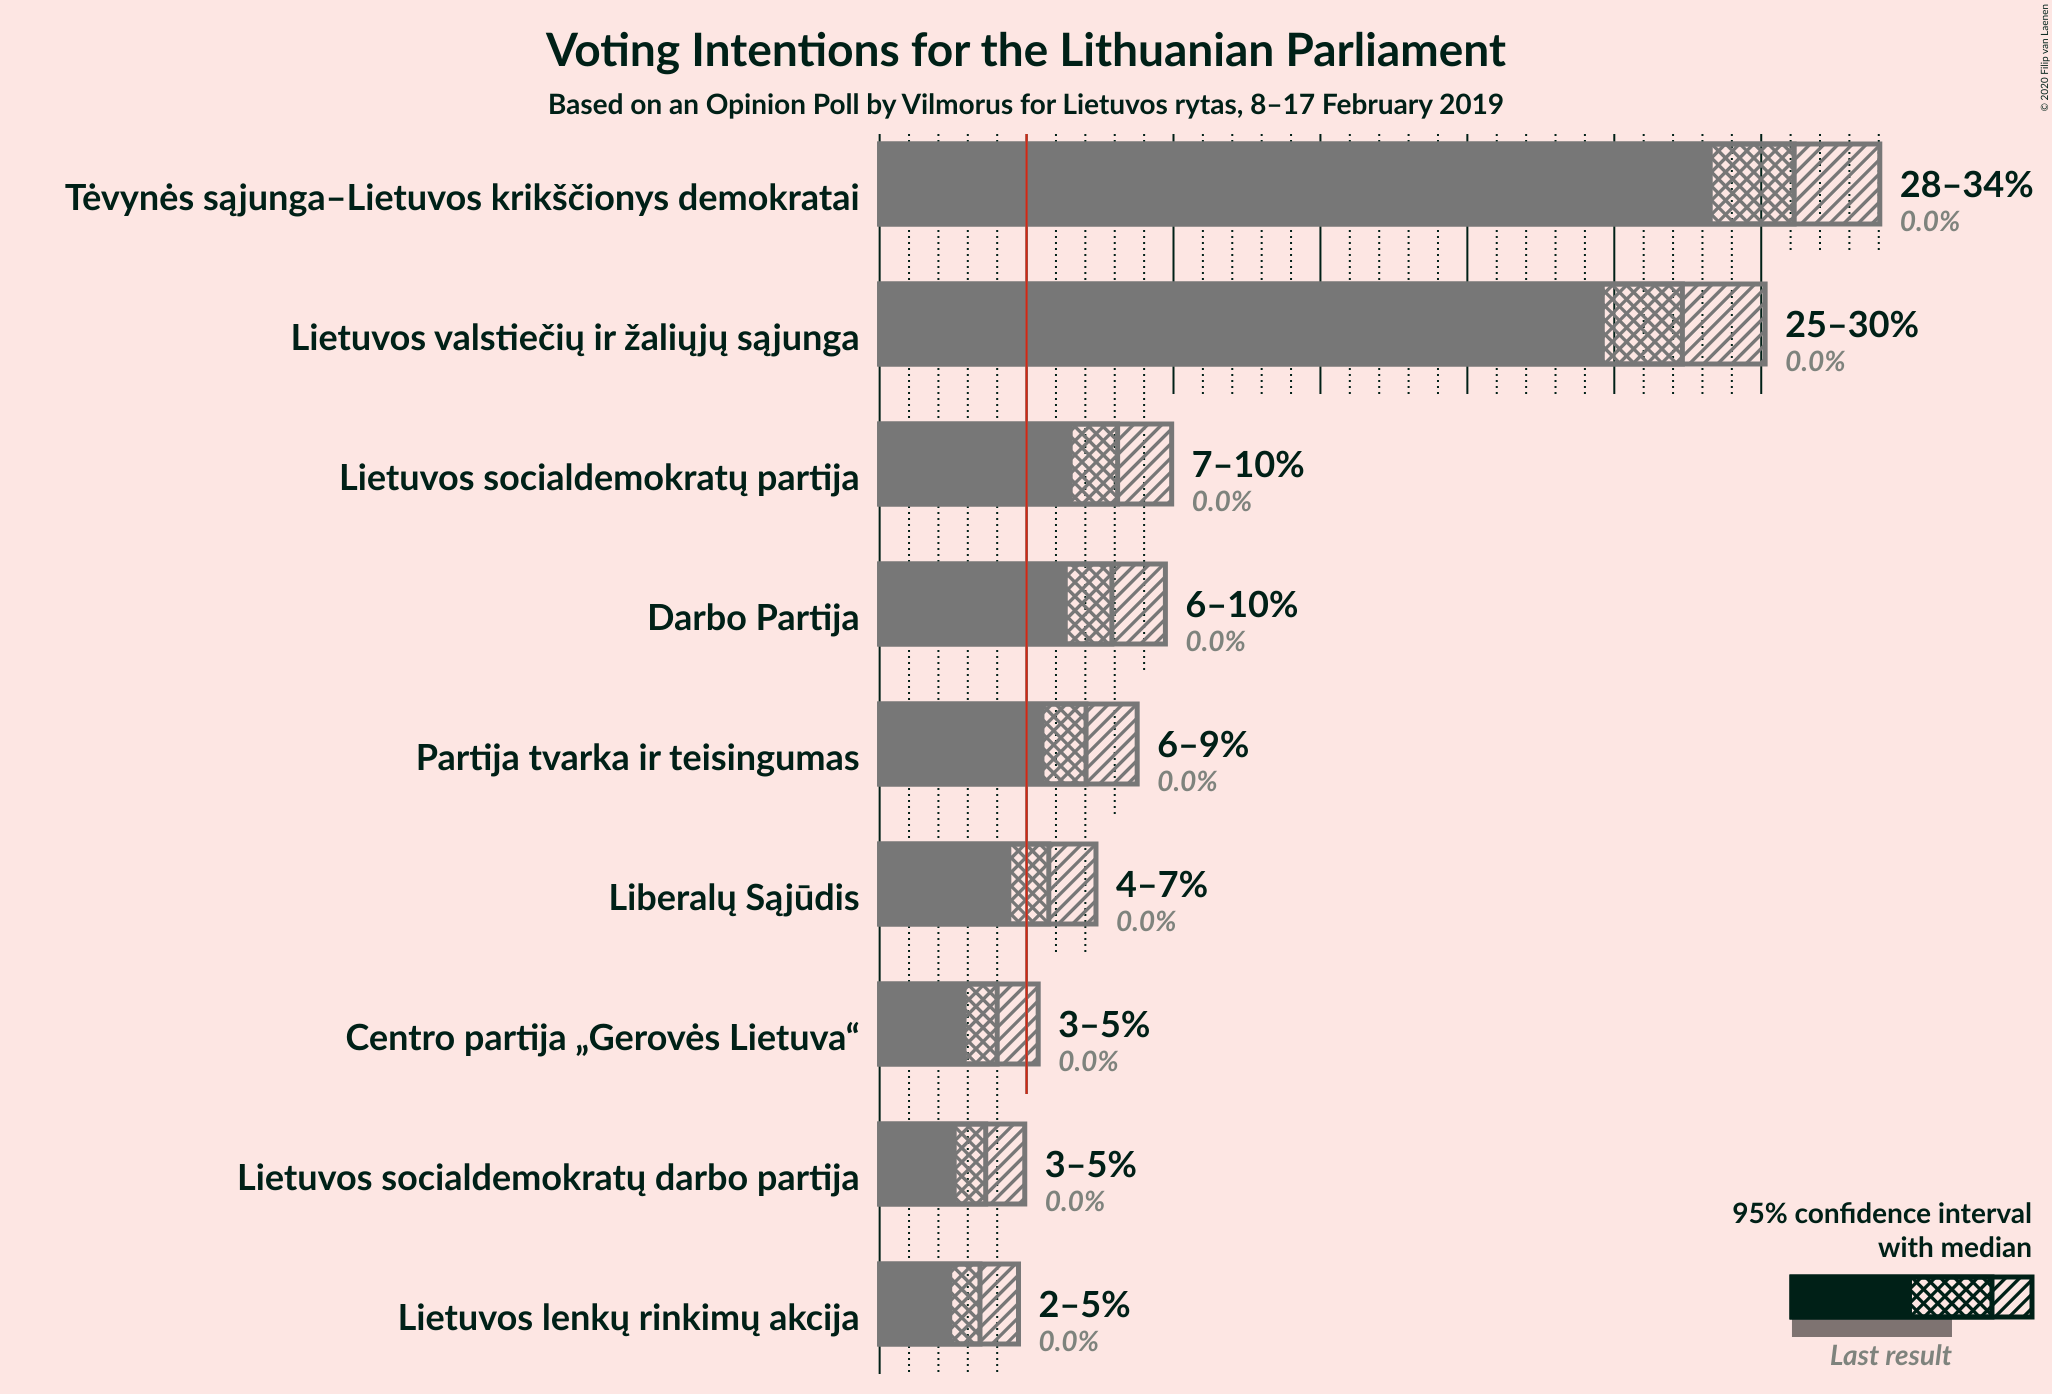 Voting Intentions for the Lithuanian Parliament
Based on an Opinion Poll by Vilmorus for Lietuvos rytas, 8–17 February 2019
© 2020 Filip van Laenen
Tėvynės sąjunga–Lietuvos krikščionys demokratai
28–34%
0.0%
Lietuvos valstiečių ir žaliųjų sąjunga
25–30%
0.0%
Lietuvos socialdemokratų partija
7–10%
0.0%
Darbo Partija
6–10%
0.0%
Partija tvarka ir teisingumas
6–9%
0.0%
Liberalų Sąjūdis
4–7%
0.0%
Centro partija „Gerovės Lietuva“
3–5%
0.0%
Lietuvos socialdemokratų darbo partija
3–5%
0.0%
Lietuvos lenkų rinkimų akcija
2–5%
0.0%
95% confidence interval
with median
Last result